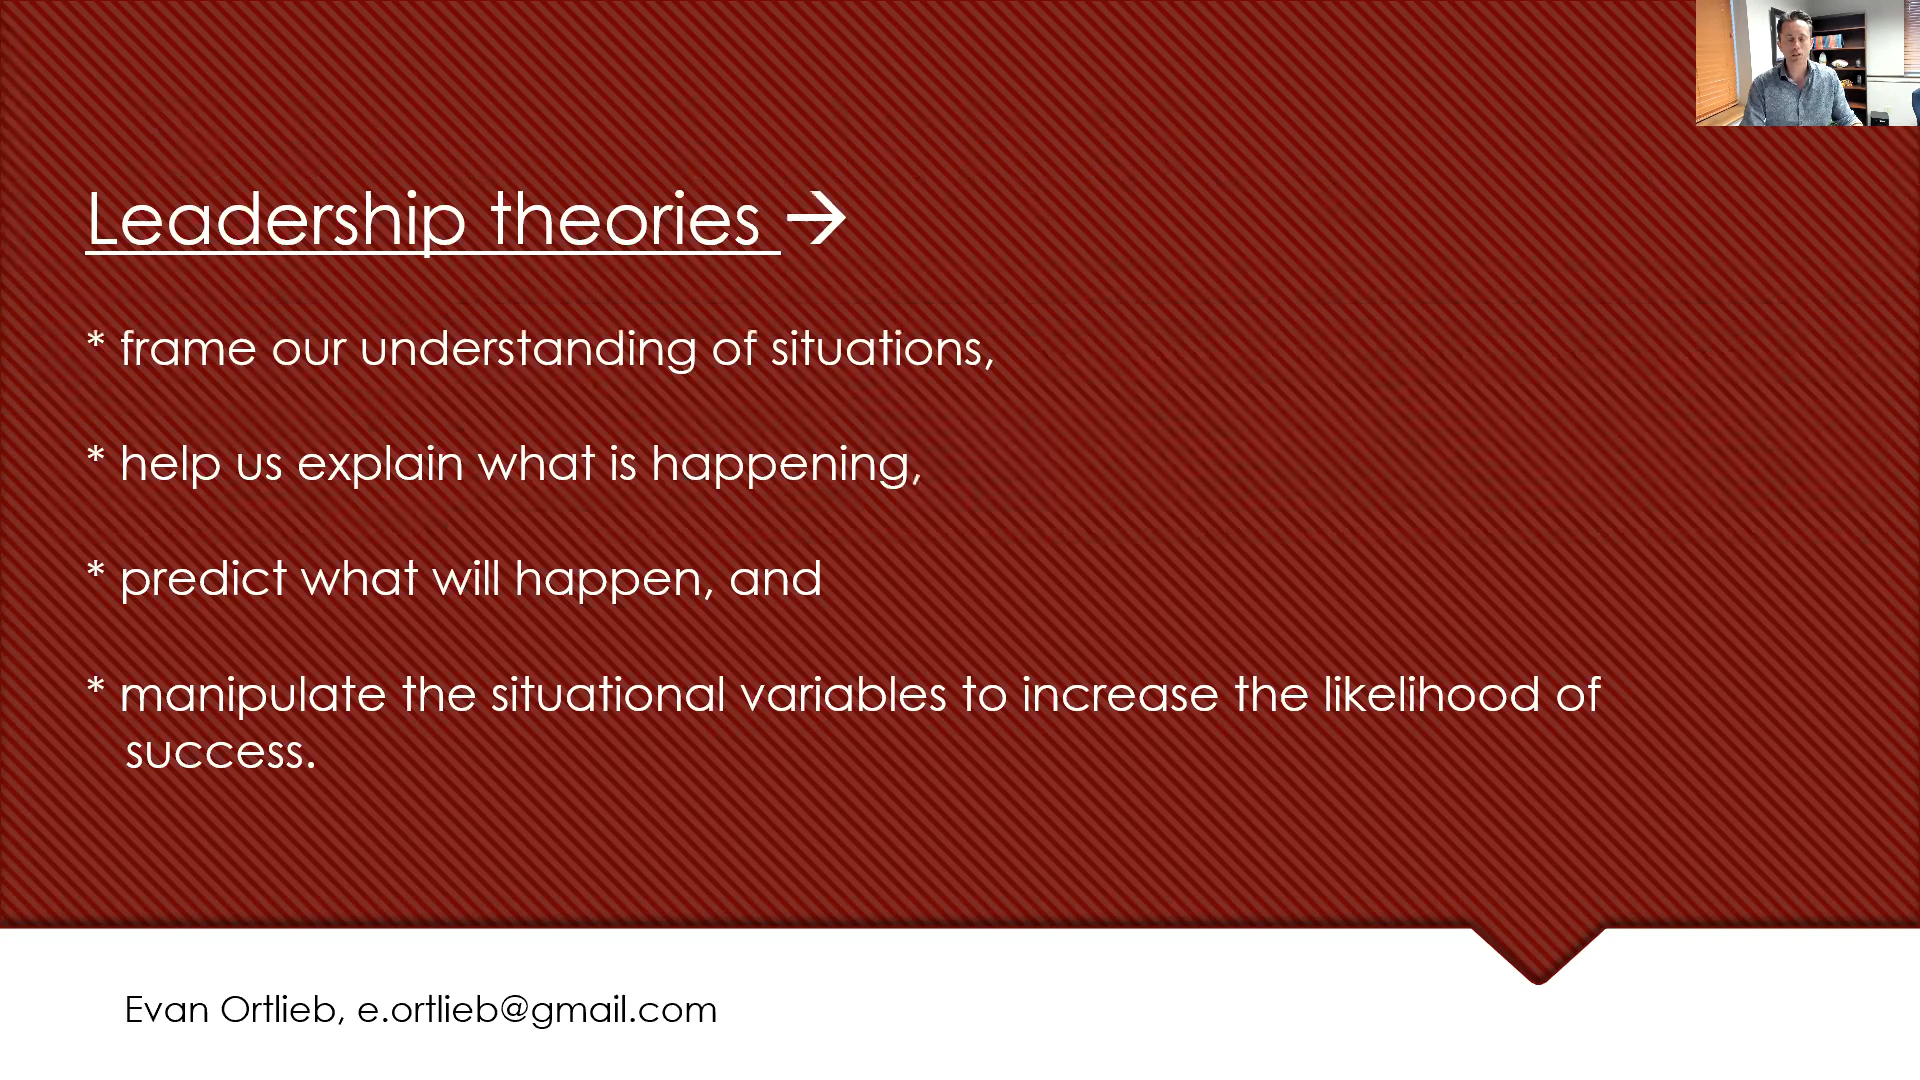 Leadership theories →
* frame our understanding of situations,
* help us explain what is happening,
* predict what will happen, and
* manipulate the situational variables to increase the likelihood of
success.
Evan Ortlieb, e.ortlieb@gmail.com